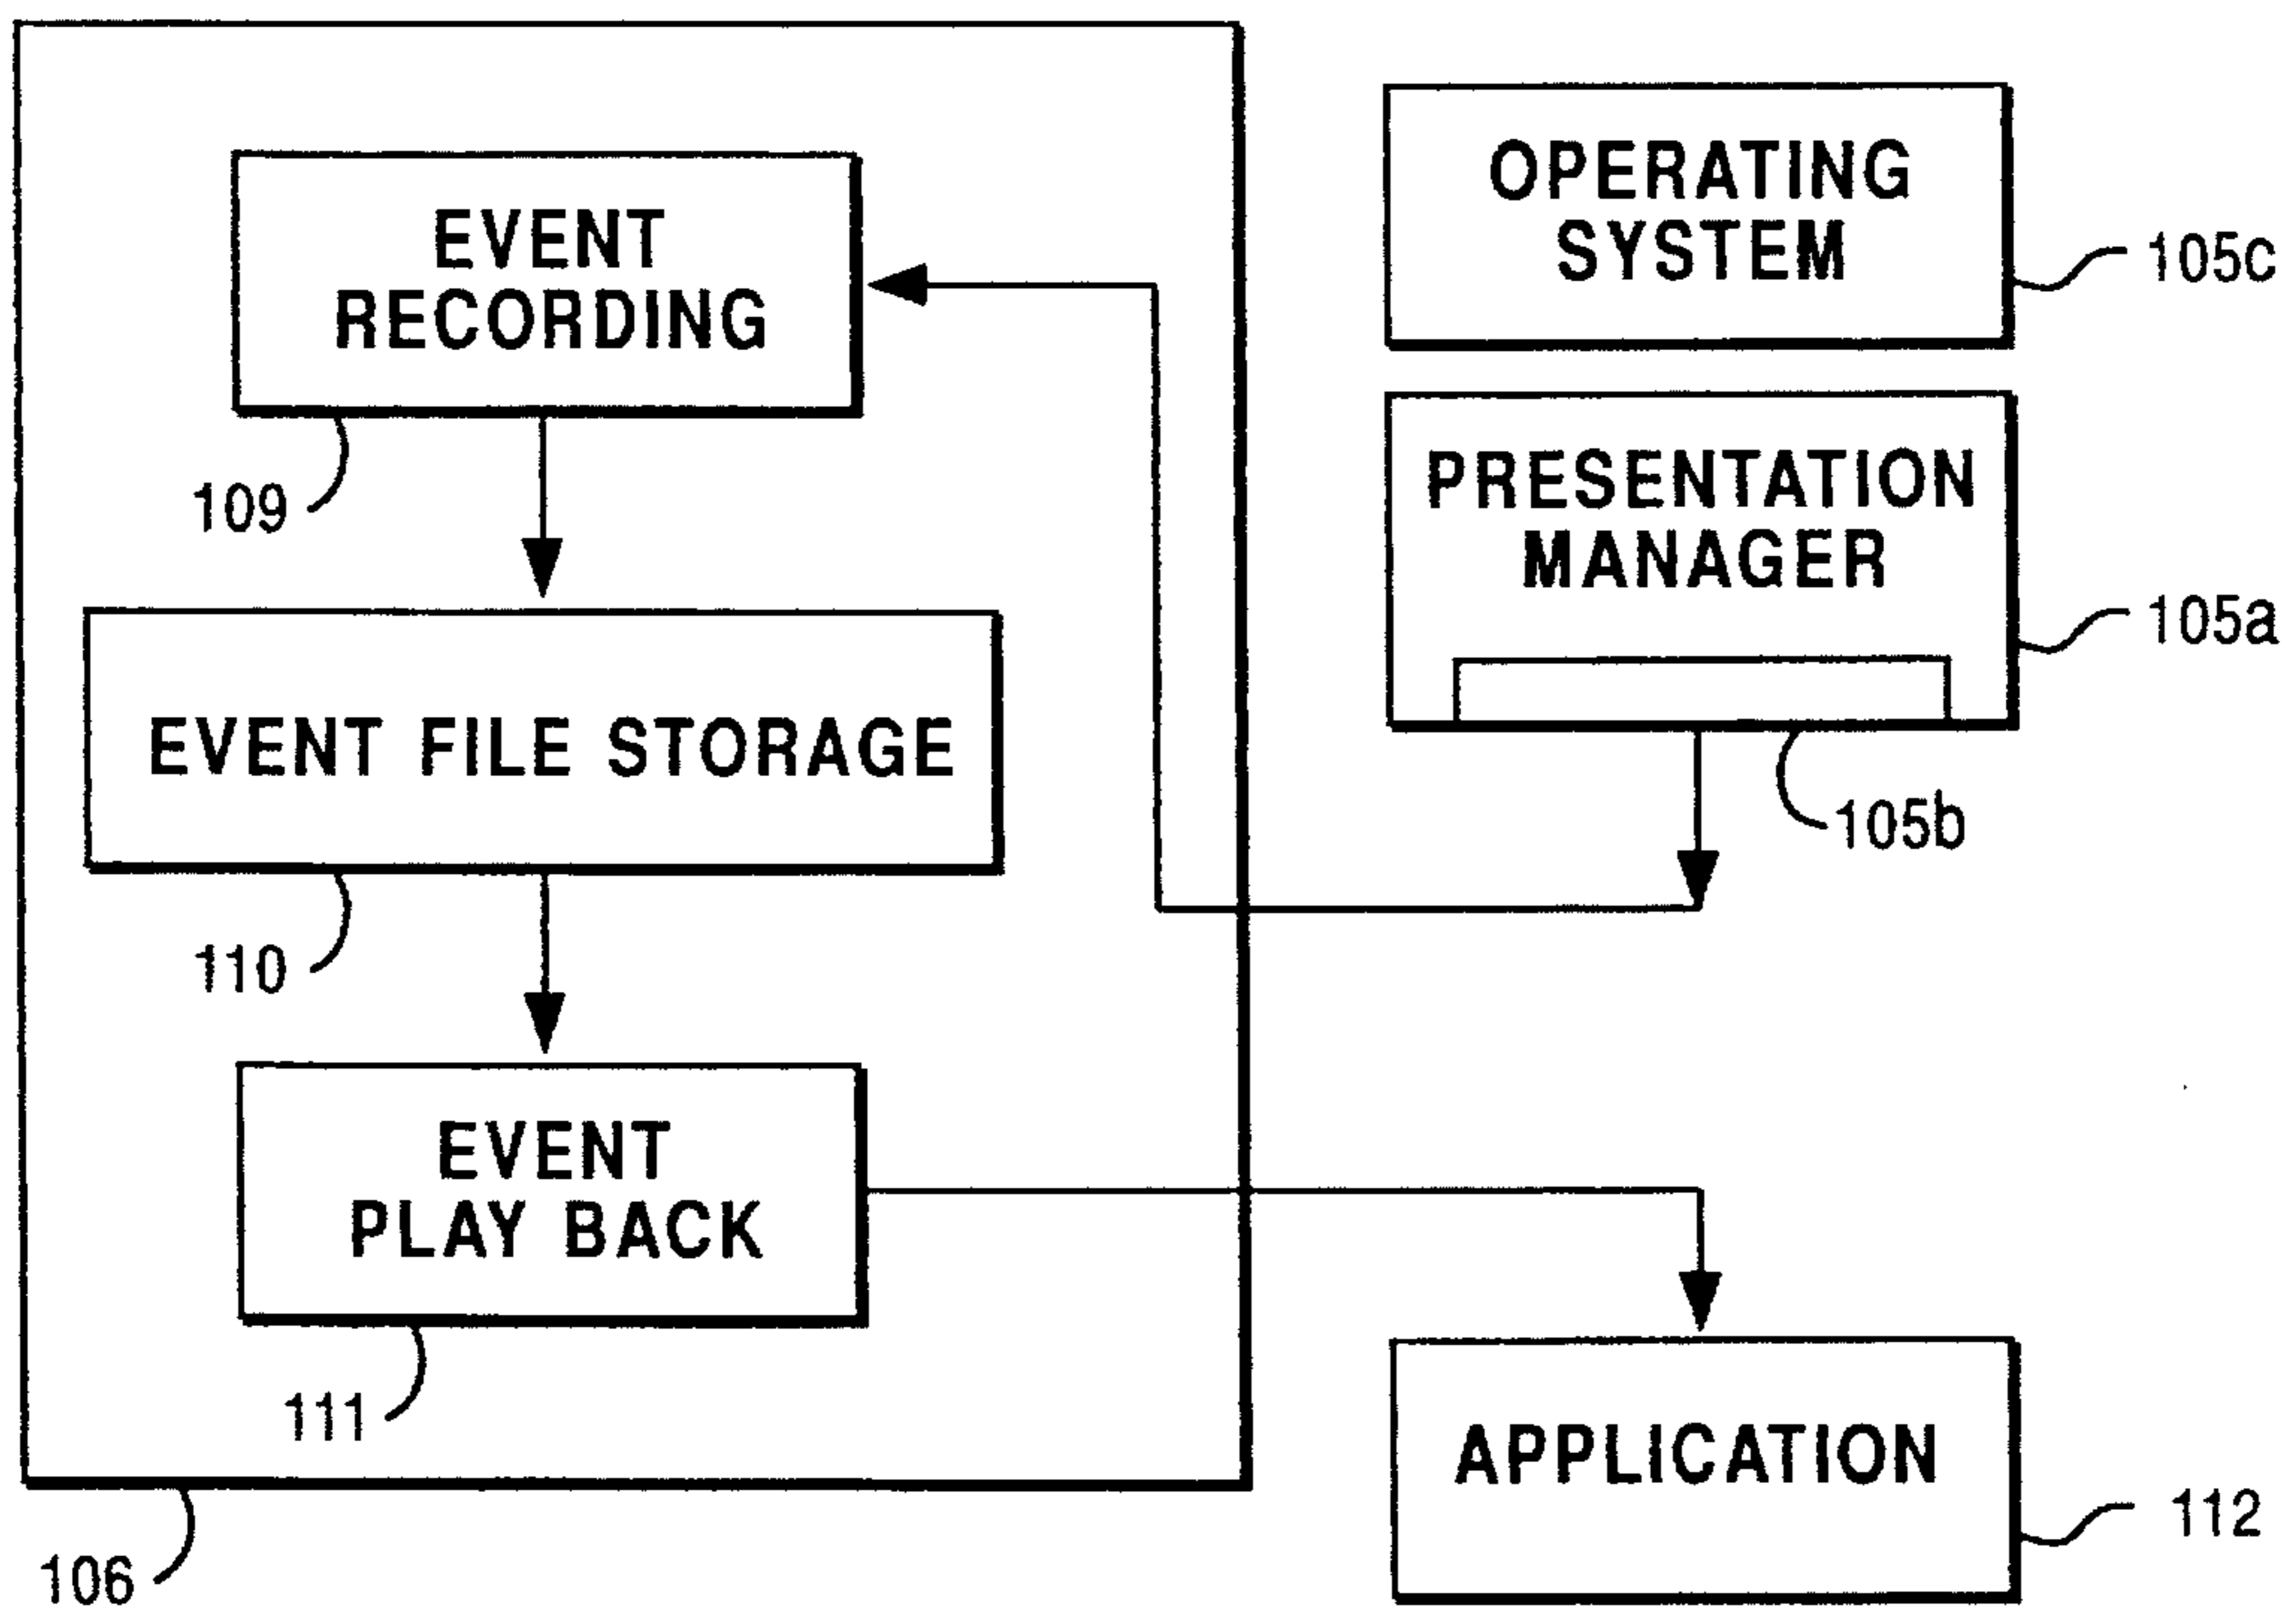 EVENT
RECORDING
109
EVENT FILE STORAGE
110
EVENT
PLAY BACK
111
106
OPERATING
SYSTEM
105c
PRESENTATION
MANAGER
105a
105b
APPLICATION
112